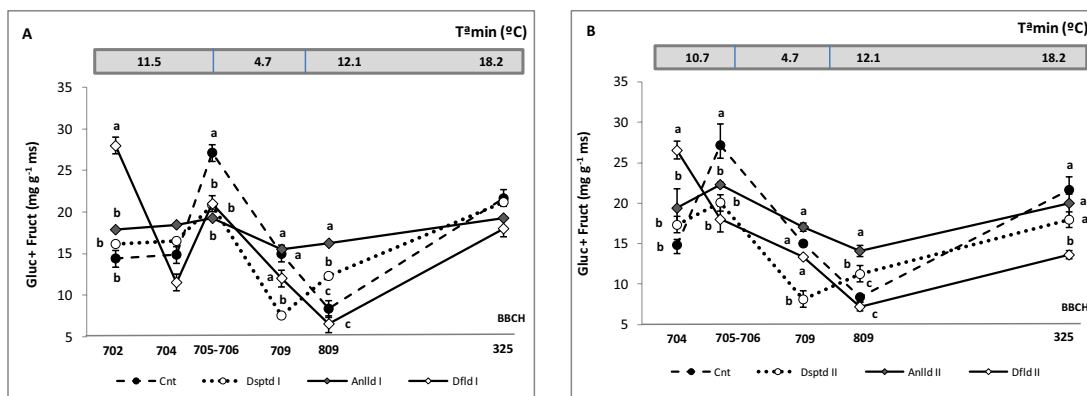 A
Tªmin (ºC)
11.5 4.7 12.1 18.2
Gluc+ Fruct (mg g-1 ms)
35
30
25
20
15
10
5
a
b
b
b
a
b
b
a
a
a
b
a
b
c
c
BBCH
702 704 705-706 709 809 325
Cnt Dsptd I Anlld I Dfld I
B
Tªmin (ºC)
10.7 4.7 12.1 18.2
Gluc+ Fruct (mg g-1 ms)
35
30
25
20
15
10
5
a
b
b
b
a
b
b
a
a
a
b
a
b
c
c
a
a
a
b
BBCH
704 705-706 709 809 325
Cnt Dsptd II Anlld II Dfld II